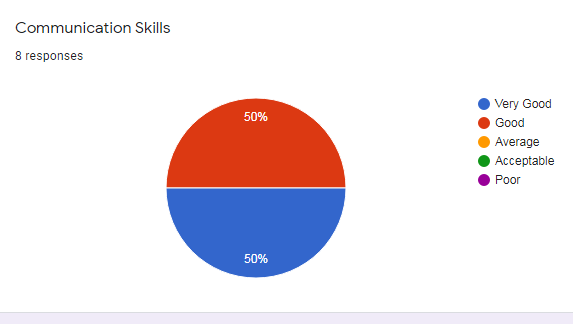 Communication Skills
8 responses
50%
50%
Very Good
Good
Average
Acceptable
Poor